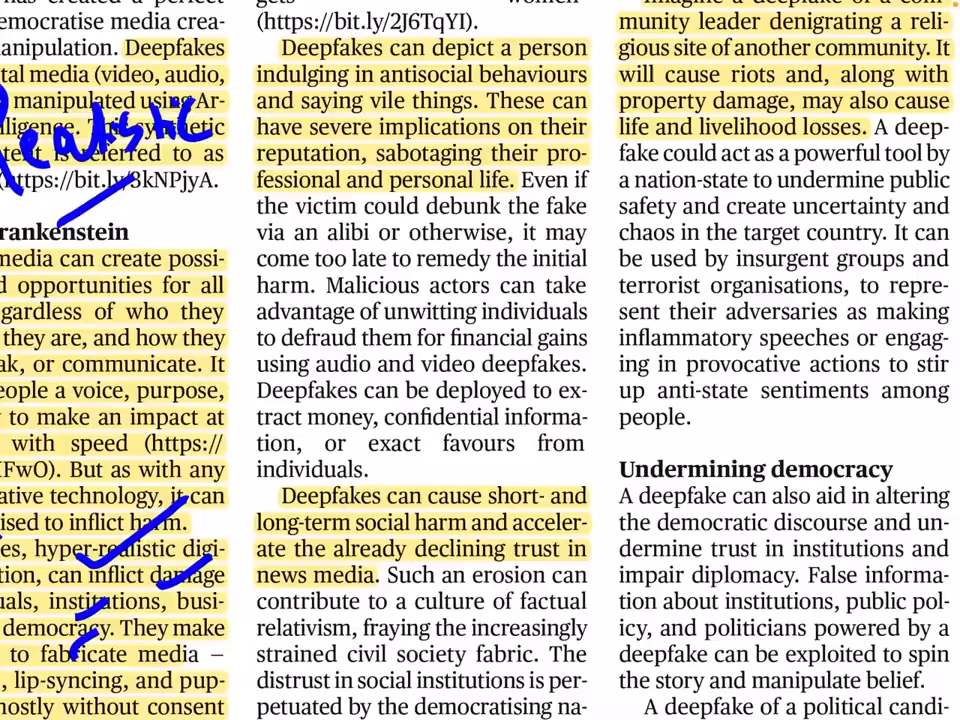 democratise media crea-
manipulation. Deepfakes
tal media (video, audio,
manipulated using Ar-
Realistic
tent is referred to as
(https://bit.ly/3kNPjyA.
rankenstein
media can create possi-
d opportunities for all
gardless of who they
they are, and how they
ak, or communicate. It
eople a voice, purpose,
to make an impact at
with speed (https://
IFwO). But as with any
ative technology, it can
ised to inflict harm.
es, hyper-realistic digi-
tion, can inflict damage
uals, institutions, busi-
democracy. They make
to fabricate media –
, lip-syncing, and pup-
mostly without consent
(https://bit.ly/2J6TqYI).
Deepfakes can depict a person
indulging in antisocial behaviours
and saying vile things. These can
have severe implications on their
reputation, sabotaging their pro-
fessional and personal life. Even if
the victim could debunk the fake
via an alibi or otherwise, it may
come too late to remedy the initial
harm. Malicious actors can take
advantage of unwitting individuals
to defraud them for financial gains
using audio and video deepfakes.
Deepfakes can be deployed to ex-
tract money, confidential informa-
tion, or exact favours from
individuals.
Deepfakes can cause short- and
long-term social harm and acceler-
ate the already declining trust in
news media. Such an erosion can
contribute to a culture of factual
relativism, fraying the increasingly
strained civil society fabric. The
distrust in social institutions is per-
petuated by the democratising na-
munity leader denigrating a reli-
gious site of another community. It
will cause riots and, along with
property damage, may also cause
life and livelihood losses. A deep-
fake could act as a powerful tool by
a nation-state to undermine public
safety and create uncertainty and
chaos in the target country. It can
be used by insurgent groups and
terrorist organisations, to repre-
sent their adversaries as making
inflammatory speeches or engag-
ing in provocative actions to stir
up anti-state sentiments among
people.
Undermining democracy
A deepfake can also aid in altering
the democratic discourse and un-
dermine trust in institutions and
impair diplomacy. False informa-
tion about institutions, public pol-
icy, and politicians powered by a
deepfake can be exploited to spin
the story and manipulate belief.
A deepfake of a political candi-